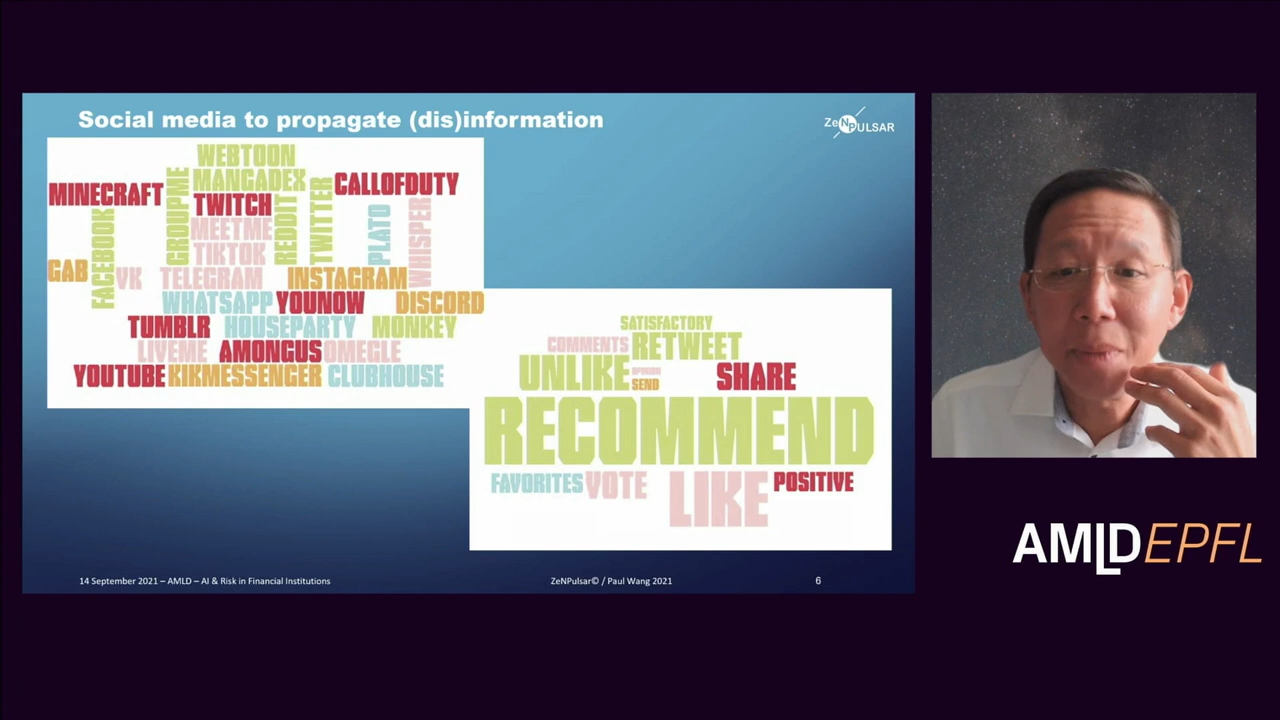 Social media to propagate (dis)information
ZeNPULSAR
WEBTOON
MANGADEX
MINECRAFT
GROUPME
TWITCH
REDDIT
TWITTER
CALLOFDUTY
MEETME
PLATO
WHISPER
FACEBOOK
TIKTOK
GAB
VK
TELEGRAM
INSTAGRAM
WHATSAPP
YOUNOW
DISCORD
TUMBLR
HOUSEPARTY
MONKEY
LIVEME
AMONGUS
OMEGLE
YOUTUBE
KIKMESSENGER
CLUBHOUSE
SATISFACTORY
COMMENTS
RETWEET
UNLIKE
OPINION
SEND
SHARE
RECOMMEND
FAVORITES
VOTE
LIKE
POSITIVE
14 September 2021 – AMLD – AI & Risk in Financial Institutions
ZeNPulsar© / Paul Wang 2021
6
AMLDEPFL